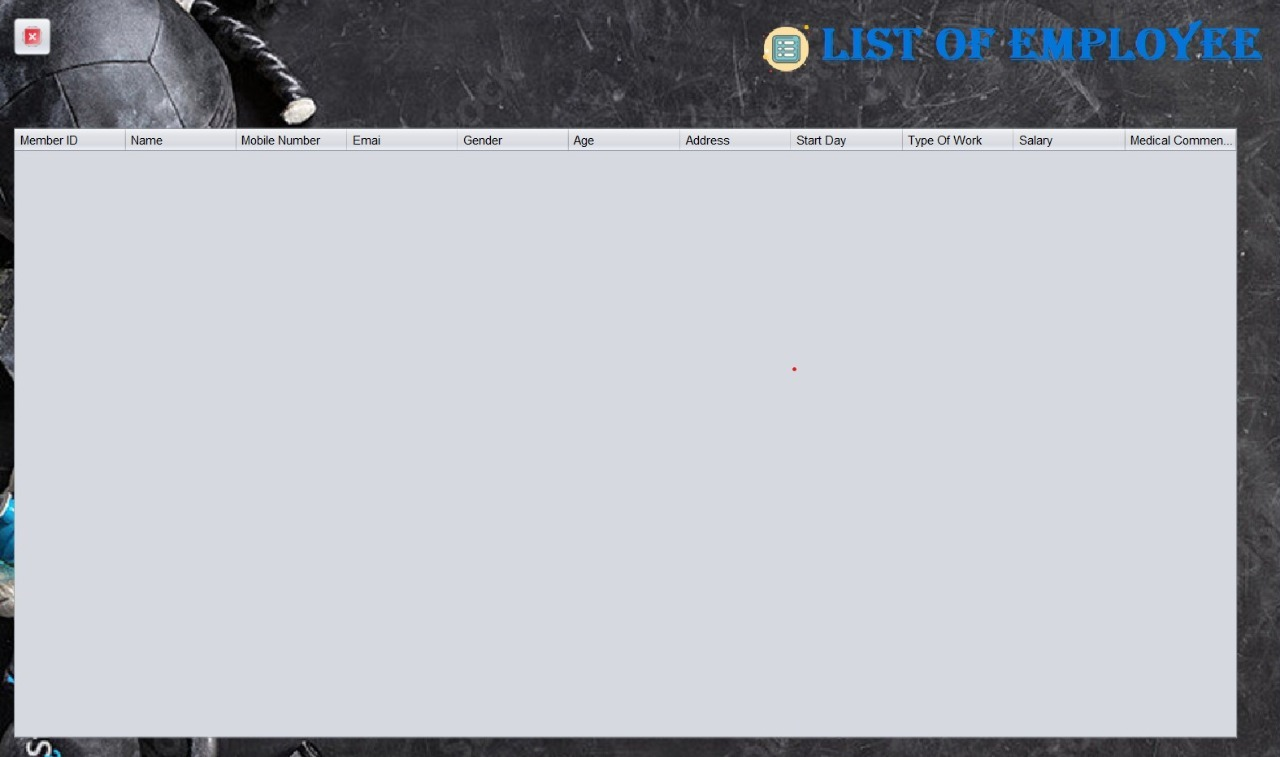 LIST OF EMPLOYEE
Member ID Name Mobile Number Emai Gender Age Address Start Day Type Of Work Salary Medical Commen...
S